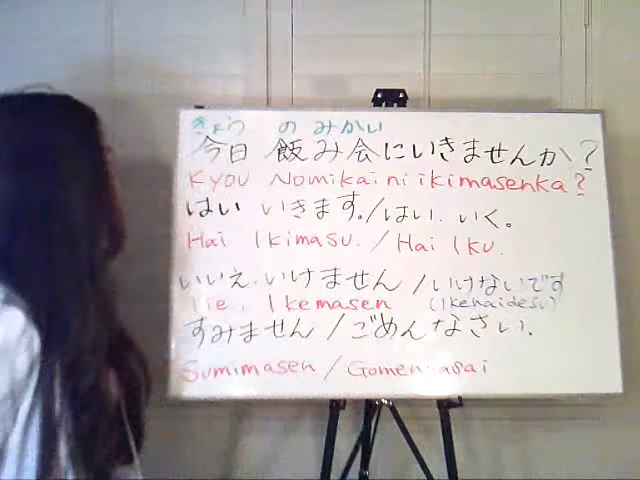 きょう のみかい
今日 飯み会にいきませんか?
Kyou Nomikai ni ikimasenka?
はい いきます。/はい. いく。
Hai Ikimasu. / Hai Iku.
いいえ. いけません /いけないです
Iie. Ikemasen (Ikenaidesu)
すみません /ごめんなさい.
Sumimasen /